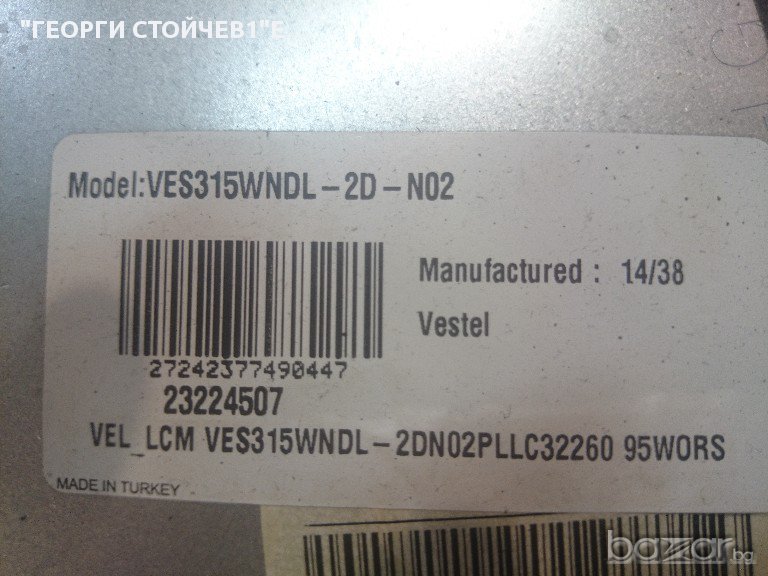 "ГЕОРГИ СТОЙЧЕВ1"Е
Model:VES315WNDL-2D-N02
Manufactured : 14/38
Vestel
27242377490447
23224507
VEL_LCM VES315WNDL-2DN02PLLC32260 95WORS
MADE IN TURKEY
bazar.bg